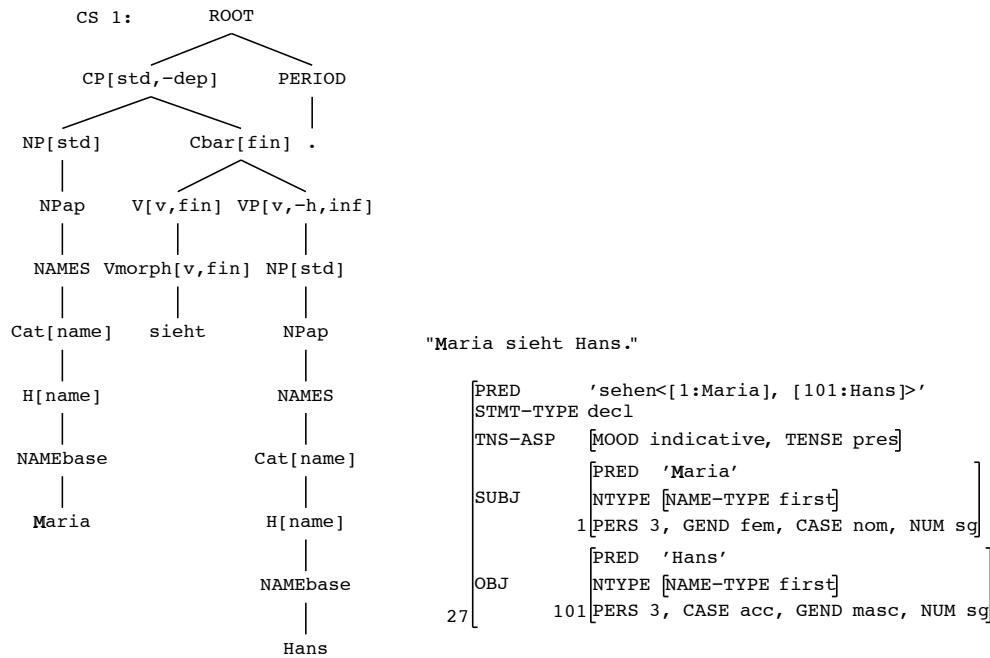 CS 1: ROOT
CP[std,-dep] PERIOD
NP[std] Cbar[fin] .
NPap V[v,fin] VP[v,-h,inf]
NAMES Vmorph[v,fin] NP[std]
Cat[name] sieht NPap
H[name] NAMES
NAMEbase Cat[name]
Maria H[name]
NAMEbase
Hans
"Maria sieht Hans."
PRED 'sehen<[1:Maria], [101:Hans]>'
STMT-TYPE decl
TNS-ASP [MOOD indicative, TENSE pres]
PRED 'Maria'
SUBJ NTYPE [NAME-TYPE first]
1 PERS 3, GEND fem, CASE nom, NUM sg
PRED 'Hans'
OBJ NTYPE [NAME-TYPE first]
27 101 PERS 3, CASE acc, GEND masc, NUM sg